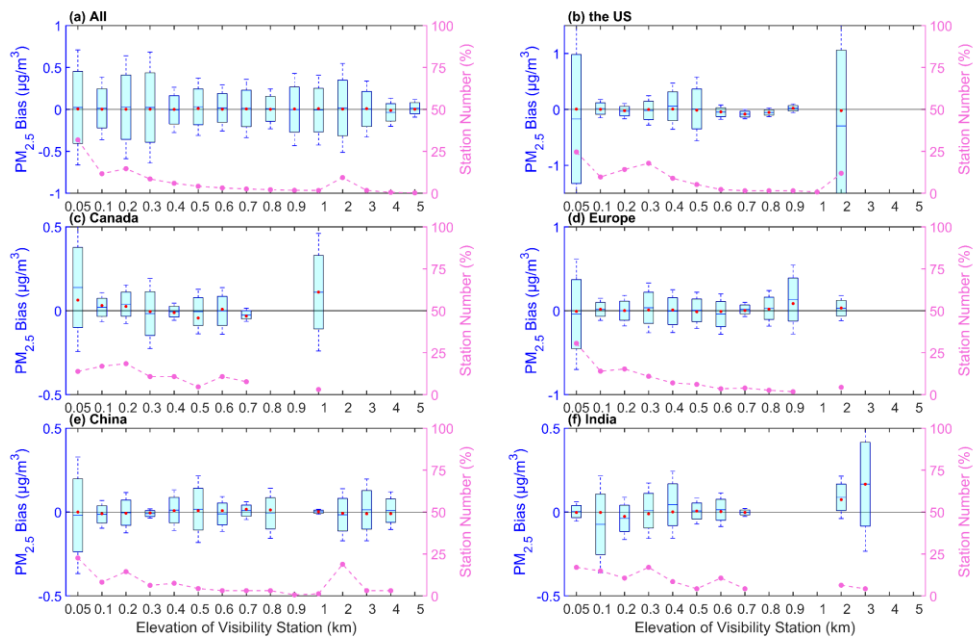 (a) All
(b) the US
PM2.5 Bias (μg/m³)
1
0.5
0
-0.5
-1
100
75
50
25
0
Station Number (%)
PM2.5 Bias (μg/m³)
1
0
-1
100
75
50
25
0
Station Number (%)
0.05 0.1 0.2 0.3 0.4 0.5 0.6 0.7 0.8 0.9 1 2 3 4 5
0.05 0.1 0.2 0.3 0.4 0.5 0.6 0.7 0.8 0.9 1 2 3 4 5
(c) Canada
(d) Europe
PM2.5 Bias (μg/m³)
0.5
0
-0.5
100
75
50
25
0
Station Number (%)
PM2.5 Bias (μg/m³)
1
0
-1
100
75
50
25
0
Station Number (%)
0.05 0.1 0.2 0.3 0.4 0.5 0.6 0.7 0.8 0.9 1 2 3 4 5
0.05 0.1 0.2 0.3 0.4 0.5 0.6 0.7 0.8 0.9 1 2 3 4 5
(e) China
(f) India
PM2.5 Bias (μg/m³)
0.5
0
-0.5
100
75
50
25
0
Station Number (%)
PM2.5 Bias (μg/m³)
0.5
0
-0.5
100
75
50
25
0
Station Number (%)
0.05 0.1 0.2 0.3 0.4 0.5 0.6 0.7 0.8 0.9 1 2 3 4 5
0.05 0.1 0.2 0.3 0.4 0.5 0.6 0.7 0.8 0.9 1 2 3 4 5
Elevation of Visibility Station (km)
Elevation of Visibility Station (km)